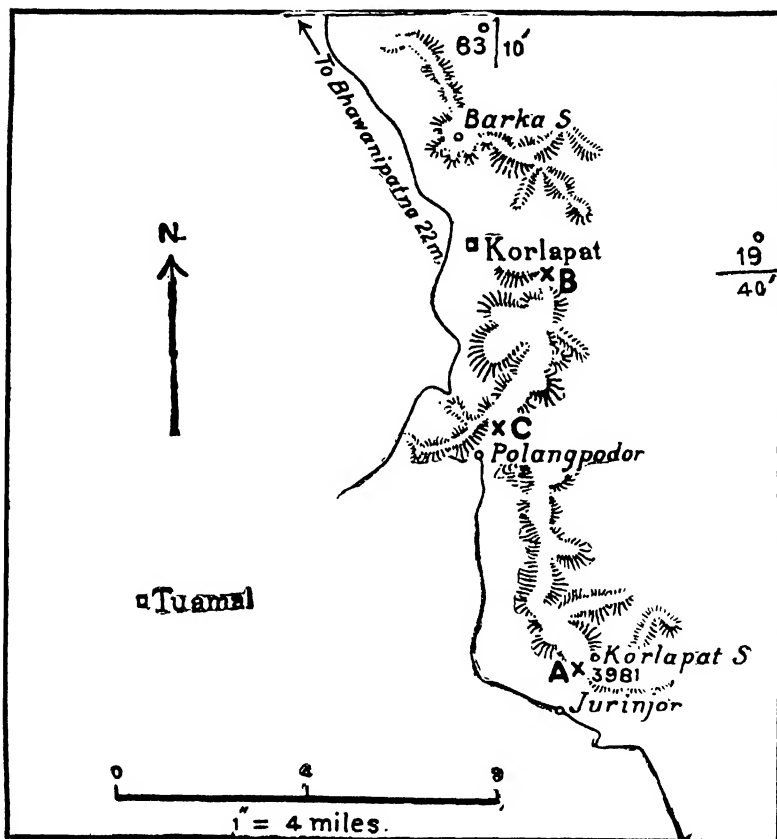 83° 10'
To Bhawanipatna 22m.
Barka S
N
Korlapat
B
19°
40'
C
Polangpodor
Tuamal
Korlapat S
A
3981
Jurinjor
0 4 8
1" = 4 miles.